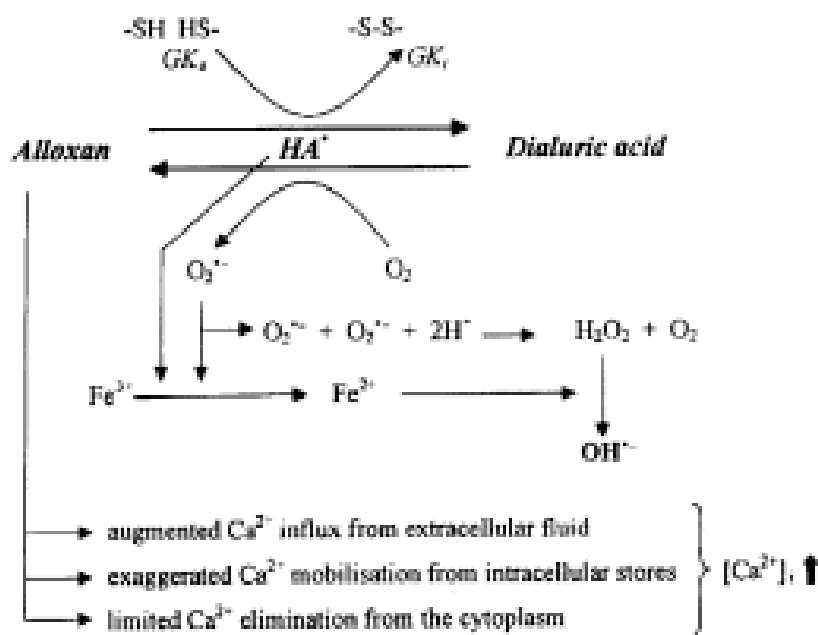 -SH HS- -S-S-
GKₐ GKᵢ
Alloxan HA• Dialuric acid
O₂•− O₂
O₂•− + O₂•− + 2H⁺ H₂O₂ + O₂
Fe³⁺ Fe²⁺
OH•−
augmented Ca²⁺ influx from extracellular fluid
exaggerated Ca²⁺ mobilisation from intracellular stores [Ca²⁺]ᵢ
limited Ca²⁺ elimination from the cytoplasm